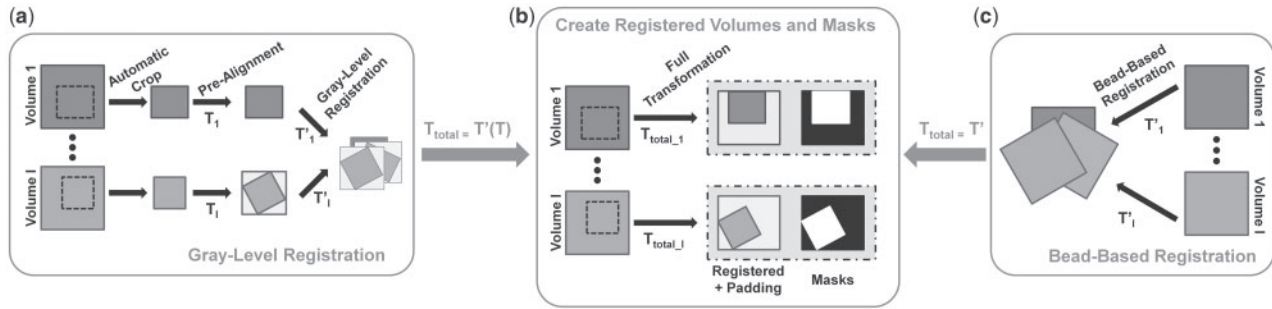 (a)
Volume 1
Automatic
Crop
Pre-Alignment
T1
Gray-Level
Registration
T'1
Volume I
TI
T'I
Gray-Level Registration
Ttotal = T'(T)
(b)
Create Registered Volumes and Masks
Volume 1
Full
Transformation
Ttotal_1
Volume I
Ttotal_I
Registered
+ Padding
Masks
Ttotal = T'
(c)
Bead-Based
Registration
Volume 1
T'1
T'I
Volume I
Bead-Based Registration